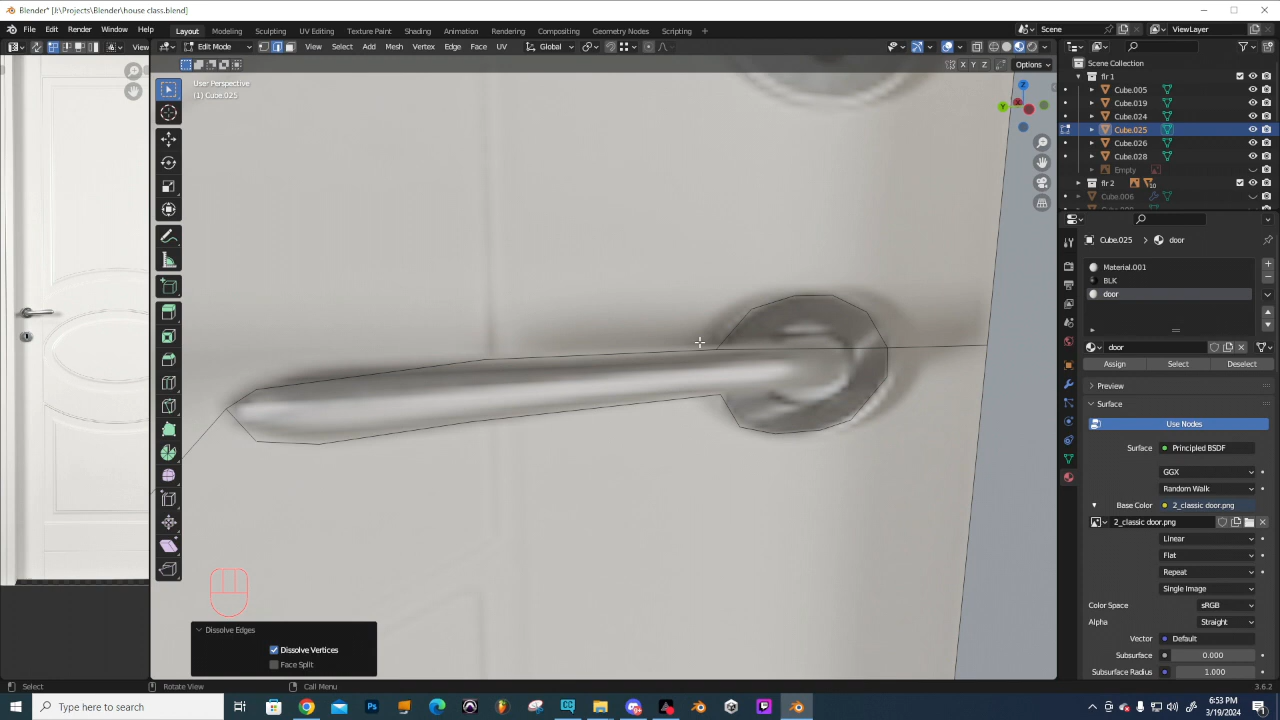 Blender* [J:\Projects\Blender\house class.blend]
File Edit Render Window Help Layout Modeling Sculpting UV Editing Texture Paint Shading Animation Rendering Compositing Geometry Nodes Scripting + Scene ViewLayer
View Edit Mode View Select Add Mesh Vertex Edge Face UV Global
X Y Z Options
User Perspective
(1) Cube.025
Z
Y
X
Scene Collection
flr 1
Cube.005
Cube.019
Cube.024
Cube.025
Cube.026
Cube.028
Empty
flr 2 10
Cube.006
Cube.025 > door
Material.001
BLK
door
door
Assign Select Deselect
Preview
Surface
Use Nodes
Surface Principled BSDF
GGX
Random Walk
Base Color 2_classic door.png
2_classic door.png
Linear
Flat
Repeat
Single Image
Color Space sRGB
Alpha Straight
Vector Default
Subsurface 0.000
Subsurface Radius 1.000
Dissolve Edges
Dissolve Vertices
Face Split
Select Rotate View Call Menu 3.6.2
Type here to search
6:53 PM
3/19/2024